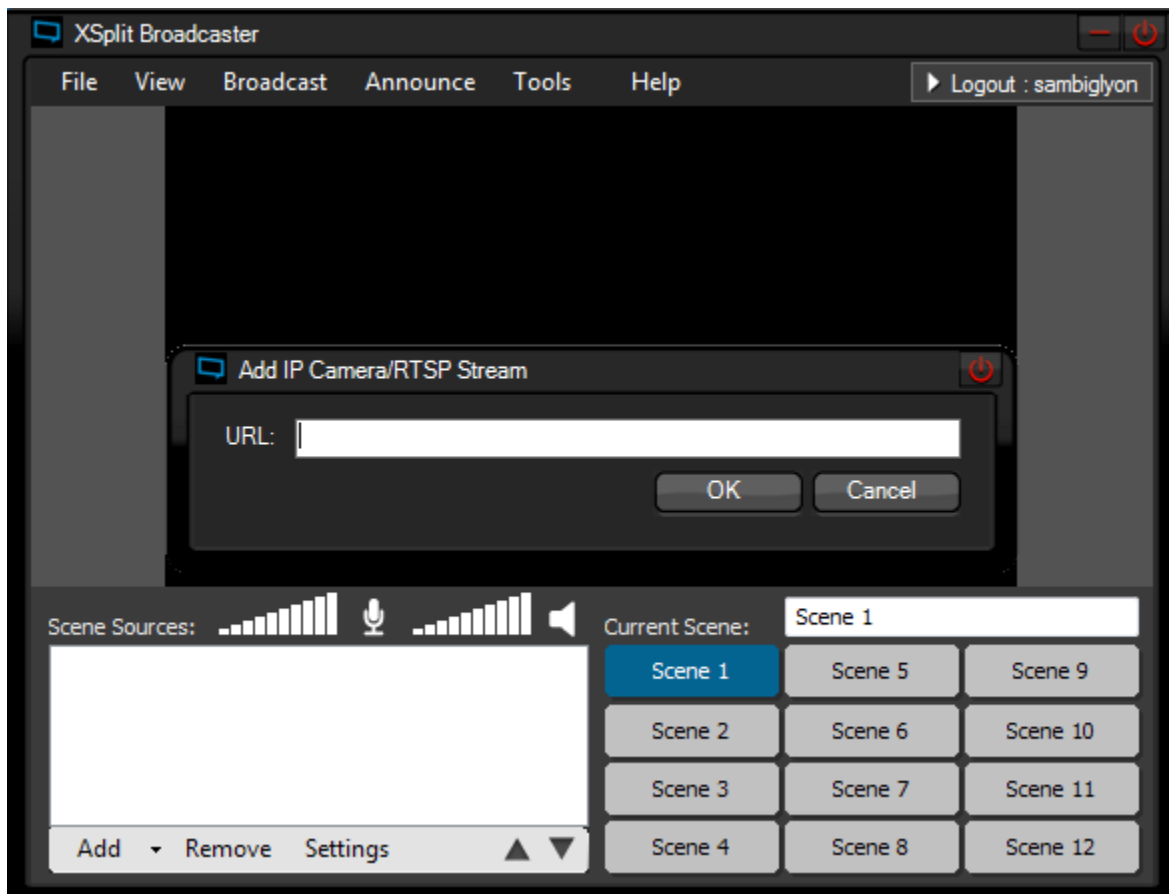 XSplit Broadcaster
File View Broadcast Announce Tools Help Logout : sambiglyon
Add IP Camera/RTSP Stream
URL:
OK Cancel
Scene Sources: Current Scene: Scene 1
Scene 1 Scene 5 Scene 9
Scene 2 Scene 6 Scene 10
Scene 3 Scene 7 Scene 11
Add Remove Settings Scene 4 Scene 8 Scene 12